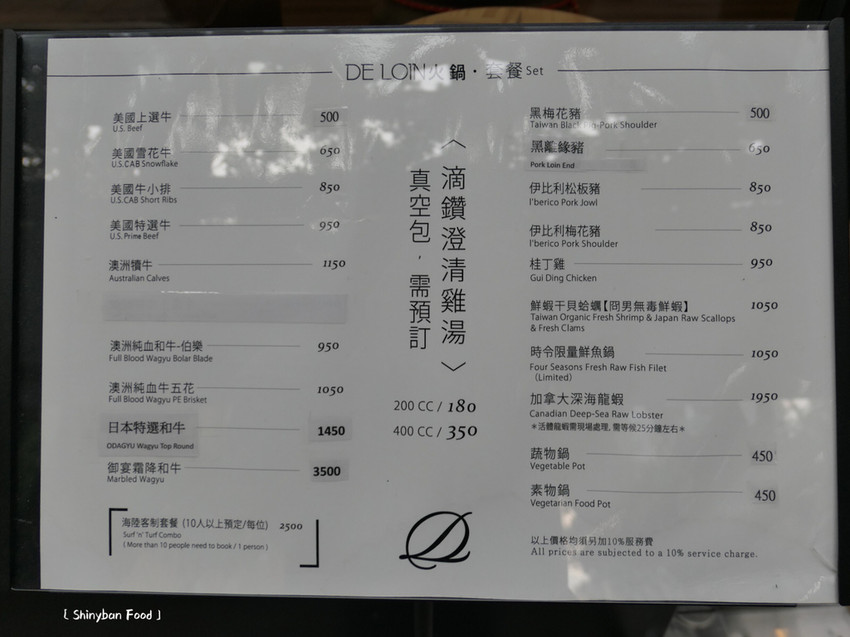 DE LOIN火鍋·套餐 Set
美國上選牛 500
U.S. Beef
美國雪花牛 650
U.S.CAB Snowflake
美國牛小排 850
U.S.CAB Short Ribs
美國特選牛 950
U.S. Prime Beef
澳洲犢牛 1150
Australian Calves
澳洲純血和牛-伯樂 950
Full Blood Wagyu Bolar Blade
澳洲純血牛五花 1050
Full Blood Wagyu PE Brisket
日本特選和牛 1450
ODAGYU Wagyu Top Round
御宴霜降和牛 3500
Marbled Wagyu
海陸客制套餐 (10人以上預定/每位) 2500
Surf 'n' Turf Combo
( More than 10 people need to book / 1 person )
〈滴鑽澄清雞湯〉
真空包，需預訂
200 CC / 180
400 CC / 350
黑梅花豬 500
Taiwan Pork Shoulder
黑離緣豬 650
Pork Loin End
伊比利松板豬 850
I'berico Pork Jowl
伊比利梅花豬 850
I'berico Pork Shoulder
桂丁雞 950
Gui Ding Chicken
鮮蝦干貝蛤蠣【冏男無毒鮮蝦】 1050
Taiwan Organic Fresh Shrimp & Japan Raw Scallops
& Fresh Clams
時令限量鮮魚鍋 1050
Four Seasons Fresh Raw Fish Filet
(Limited)
加拿大深海龍蝦 1950
Canadian Deep-Sea Raw Lobster
＊活體龍蝦需現場處理, 需等候25分鐘左右＊
蔬物鍋 450
Vegetable Pot
素物鍋 450
Vegetarian Food Pot
以上價格均須另加10%服務費
All prices are subjected to a 10% service charge.
[ Shinyban Food ]